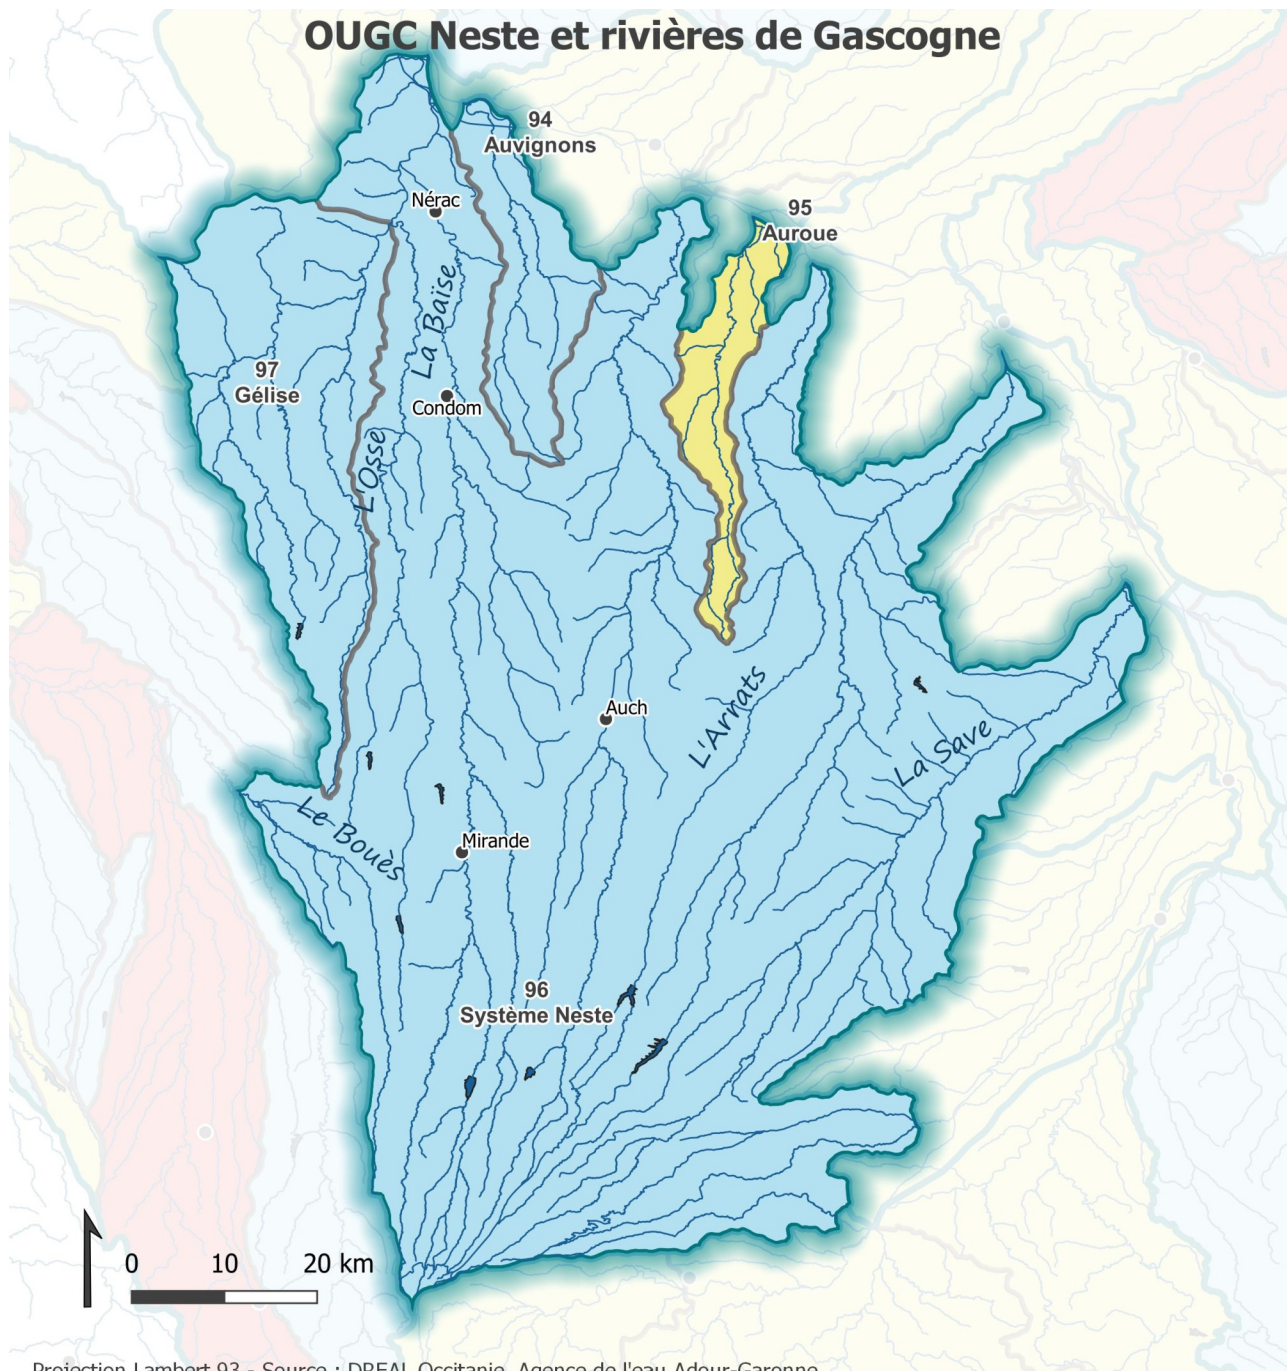 OUGC Neste et rivières de Gascogne
94
Auvignons
Nérac
95
Auroue
La Baïse
97
Gélise
Condom
L'Osse
L'Arrats
Auch
La Save
Le Bouès
Mirande
96
Système Neste
0 10 20 km
Projection Lambert 93 - Source : DREAL Occitanie, Agence de l'eau Adour-Garonne